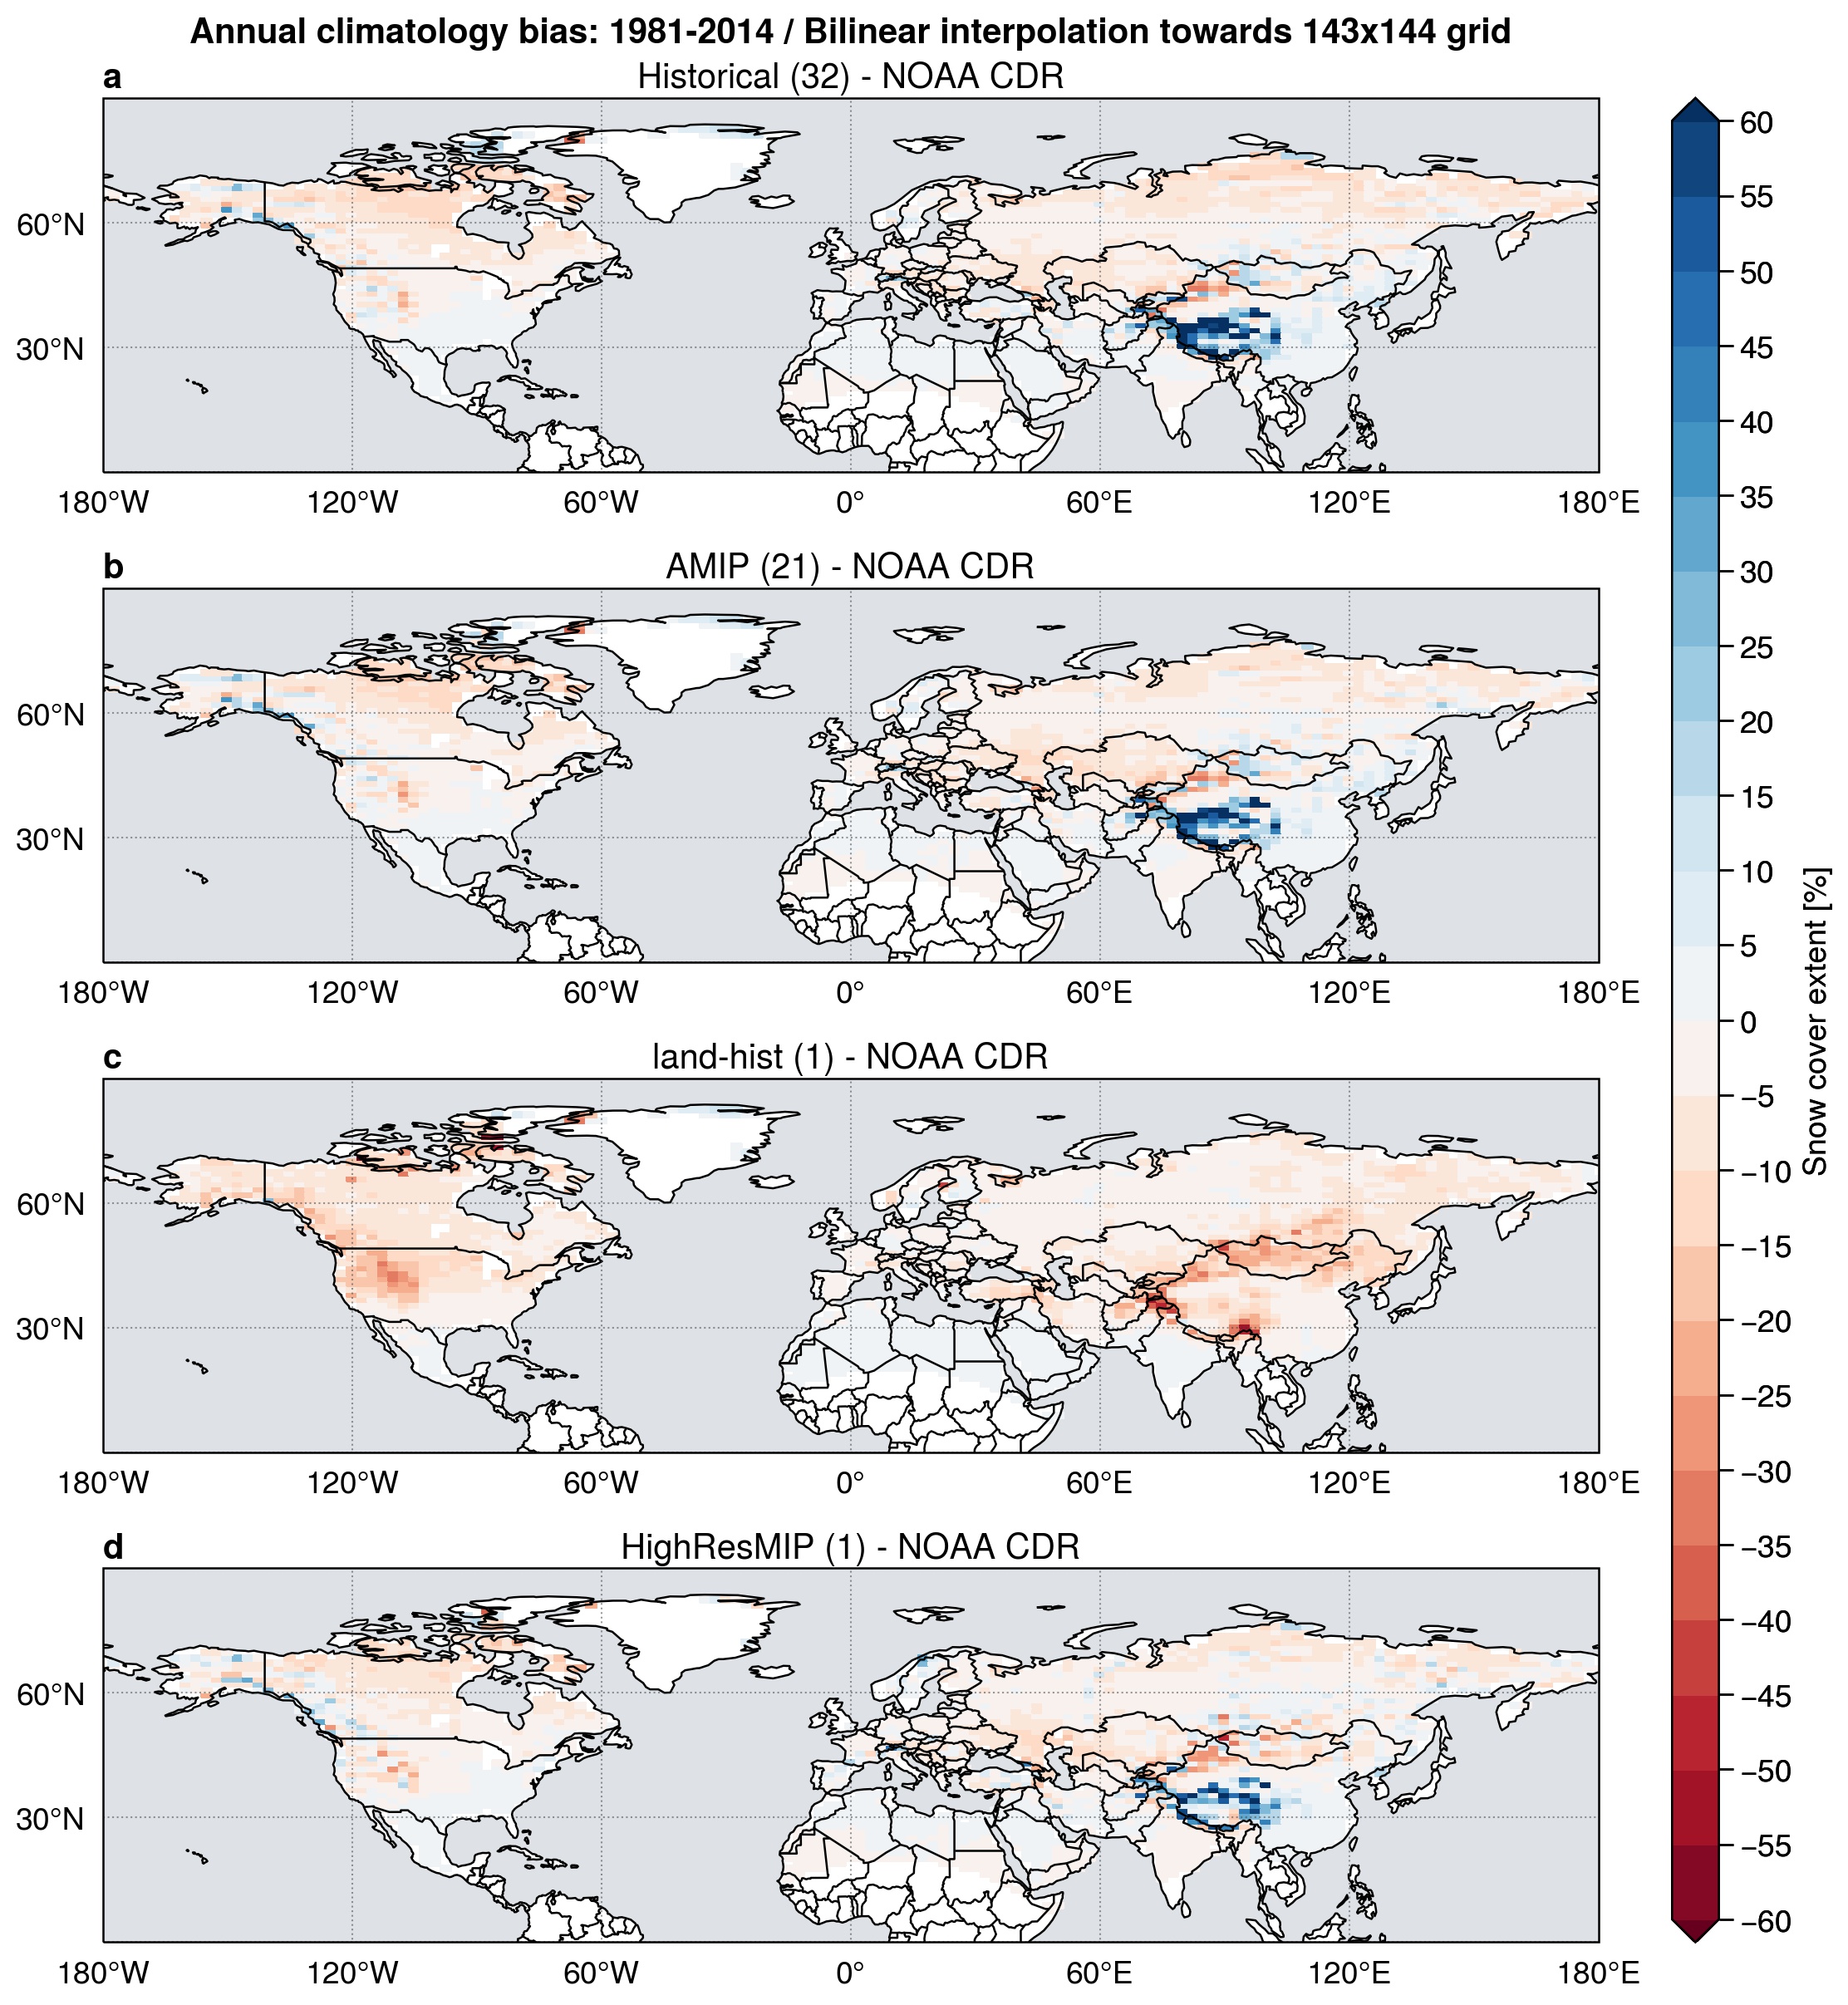 Annual climatology bias: 1981-2014 / Bilinear interpolation towards 143x144 grid
a
Historical (32) - NOAA CDR
60°N
30°N
180°W 120°W 60°W 0° 60°E 120°E 180°E
b
AMIP (21) - NOAA CDR
60°N
30°N
180°W 120°W 60°W 0° 60°E 120°E 180°E
c
land-hist (1) - NOAA CDR
60°N
30°N
180°W 120°W 60°W 0° 60°E 120°E 180°E
d
HighResMIP (1) - NOAA CDR
60°N
30°N
180°W 120°W 60°W 0° 60°E 120°E 180°E
60
55
50
45
40
35
30
25
20
15
10
5
0
−5
−10
−15
−20
−25
−30
−35
−40
−45
−50
−55
−60
Snow cover extent [%]